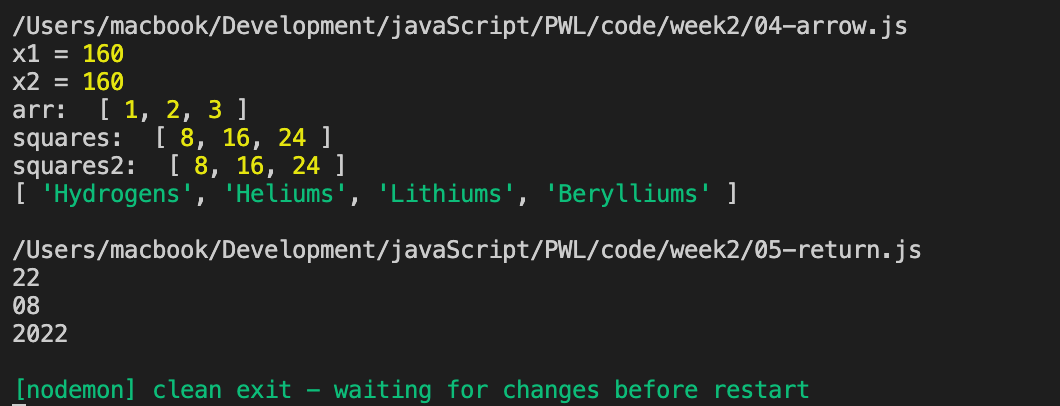 /Users/macbook/Development/javaScript/PWL/code/week2/04-arrow.js
x1 = 160
x2 = 160
arr:  [ 1, 2, 3 ]
squares:  [ 8, 16, 24 ]
squares2:  [ 8, 16, 24 ]
[ 'Hydrogens', 'Heliums', 'Lithiums', 'Berylliums' ]
/Users/macbook/Development/javaScript/PWL/code/week2/05-return.js
22
08
2022
[nodemon] clean exit - waiting for changes before restart